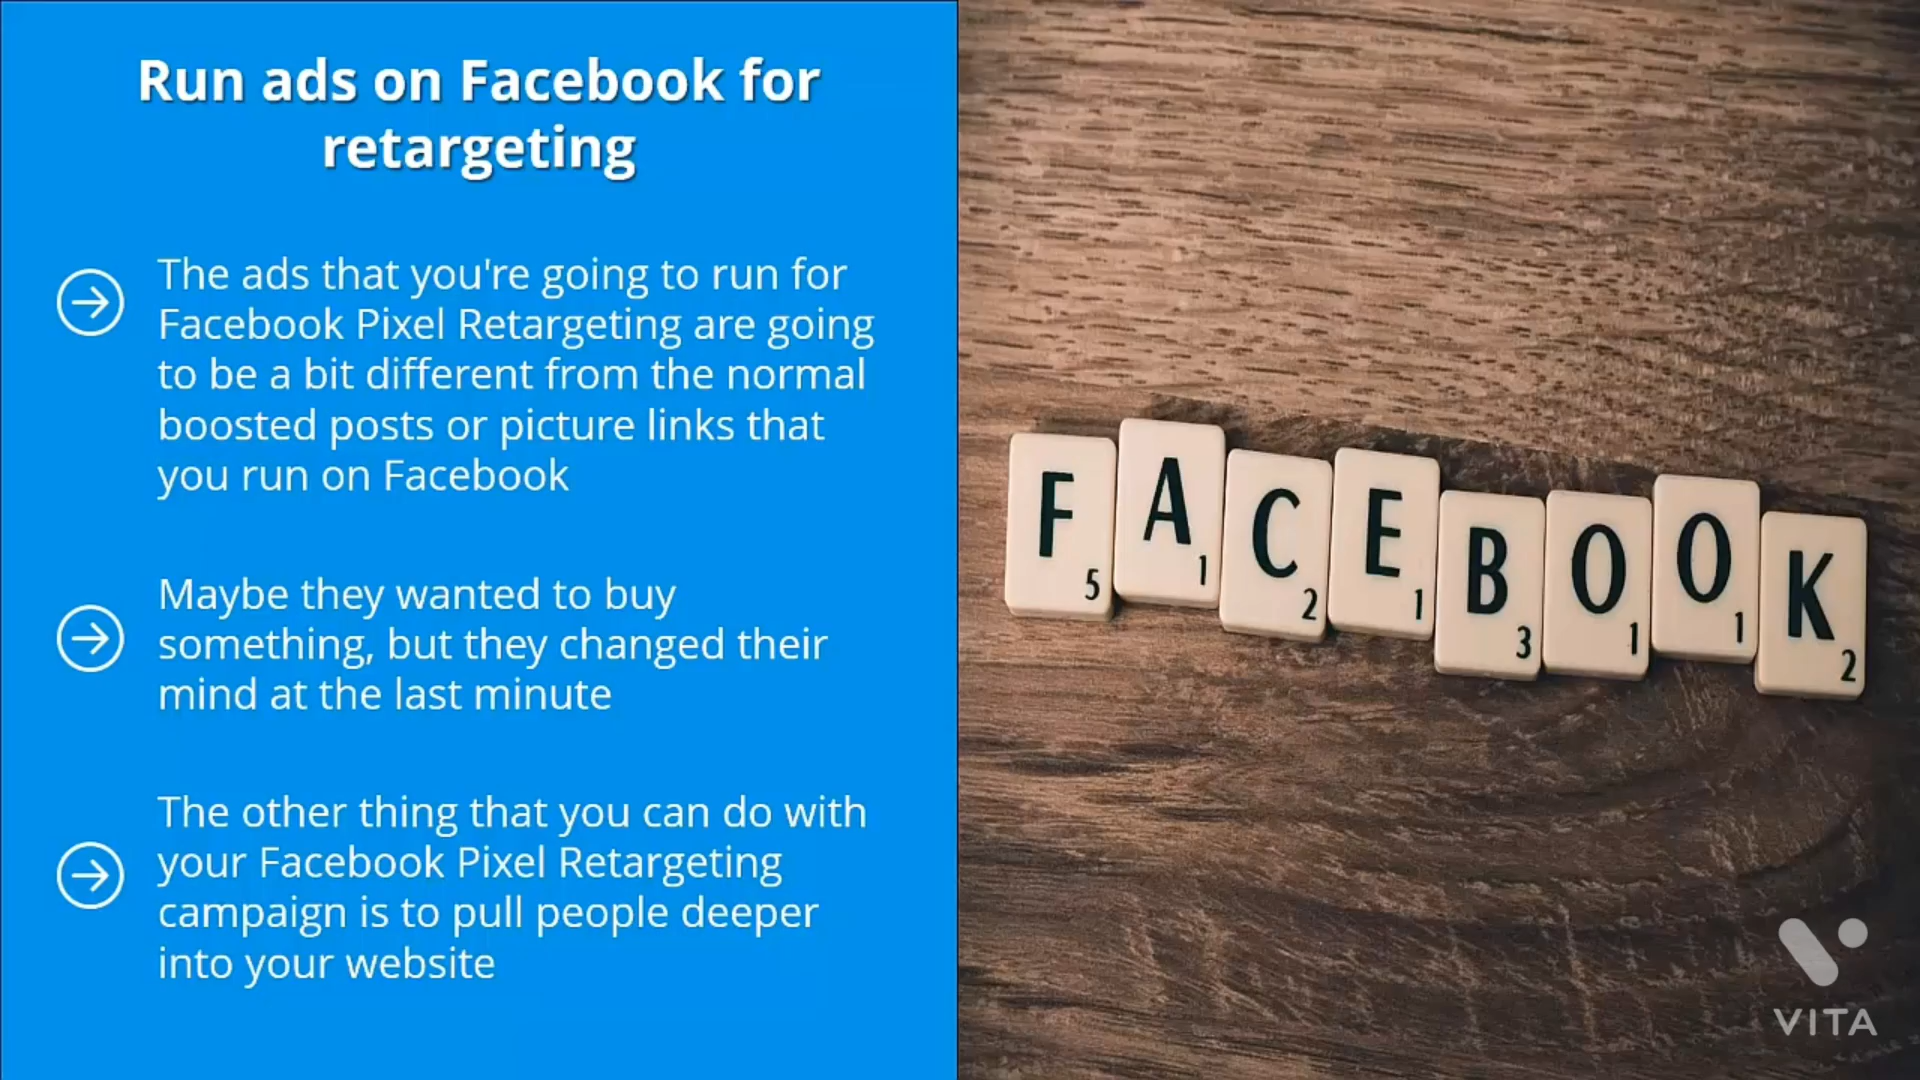 Run ads on Facebook for
retargeting
The ads that you're going to run for
Facebook Pixel Retargeting are going
to be a bit different from the normal
boosted posts or picture links that
you run on Facebook
Maybe they wanted to buy
something, but they changed their
mind at the last minute
The other thing that you can do with
your Facebook Pixel Retargeting
campaign is to pull people deeper
into your website
F5 A1 C2 E1 B3 O1 O1 K2
VITA